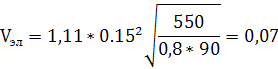 Vэл = 1,11 * 0.15² √(550 / (0,8 * 90)) = 0,07